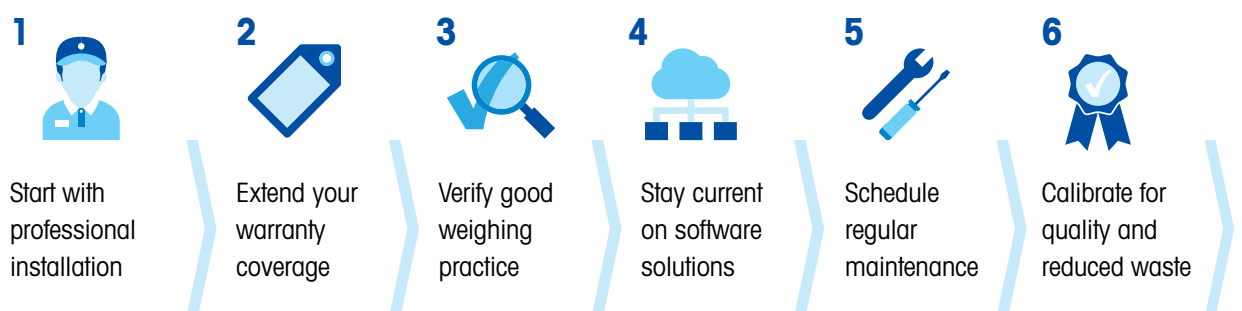 1
Start with
professional
installation
2
Extend your
warranty
coverage
3
Verify good
weighing
practice
4
Stay current
on software
solutions
5
Schedule
regular
maintenance
6
Calibrate for
quality and
reduced waste